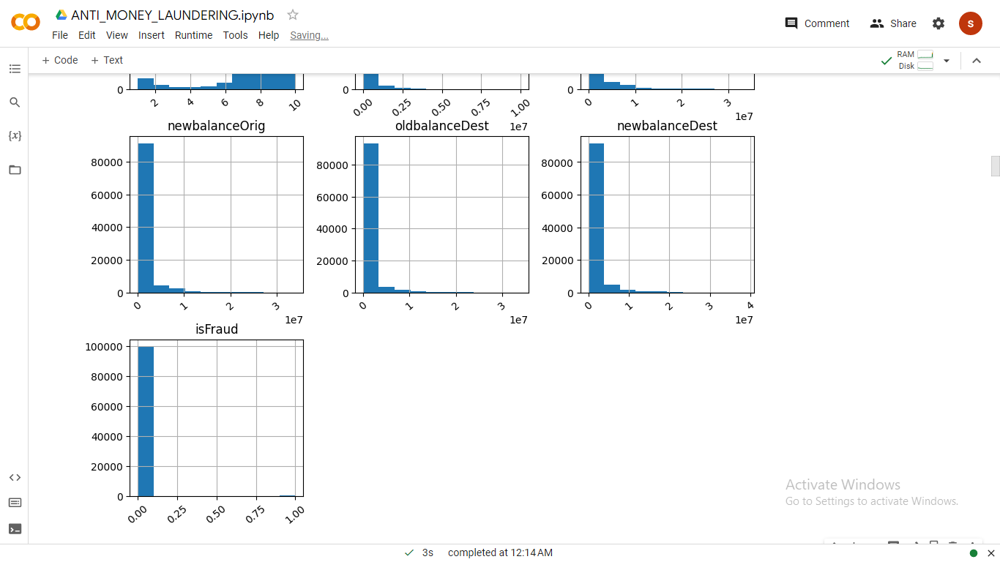 ANTI_MONEY_LAUNDERING.ipynb
File Edit View Insert Runtime Tools Help Saving...
Comment Share S
+ Code + Text
RAM
Disk
0 0 0
2 4 6 8 10 0.00 0.25 0.50 0.75 1.00 0 1 2 3
1e7 1e7
newbalanceOrig oldbalanceDest newbalanceDest
80000 80000 80000
60000 60000 60000
40000 40000 40000
20000 20000 20000
0 0 0
0 1 2 3 0 1 2 3 0 1 2 3 4
1e7 1e7 1e7
isFraud
100000
80000
60000
40000
20000
0
0.00 0.25 0.50 0.75 1.00
{x}
<>
Activate Windows
Go to Settings to activate Windows.
3s completed at 12:14 AM